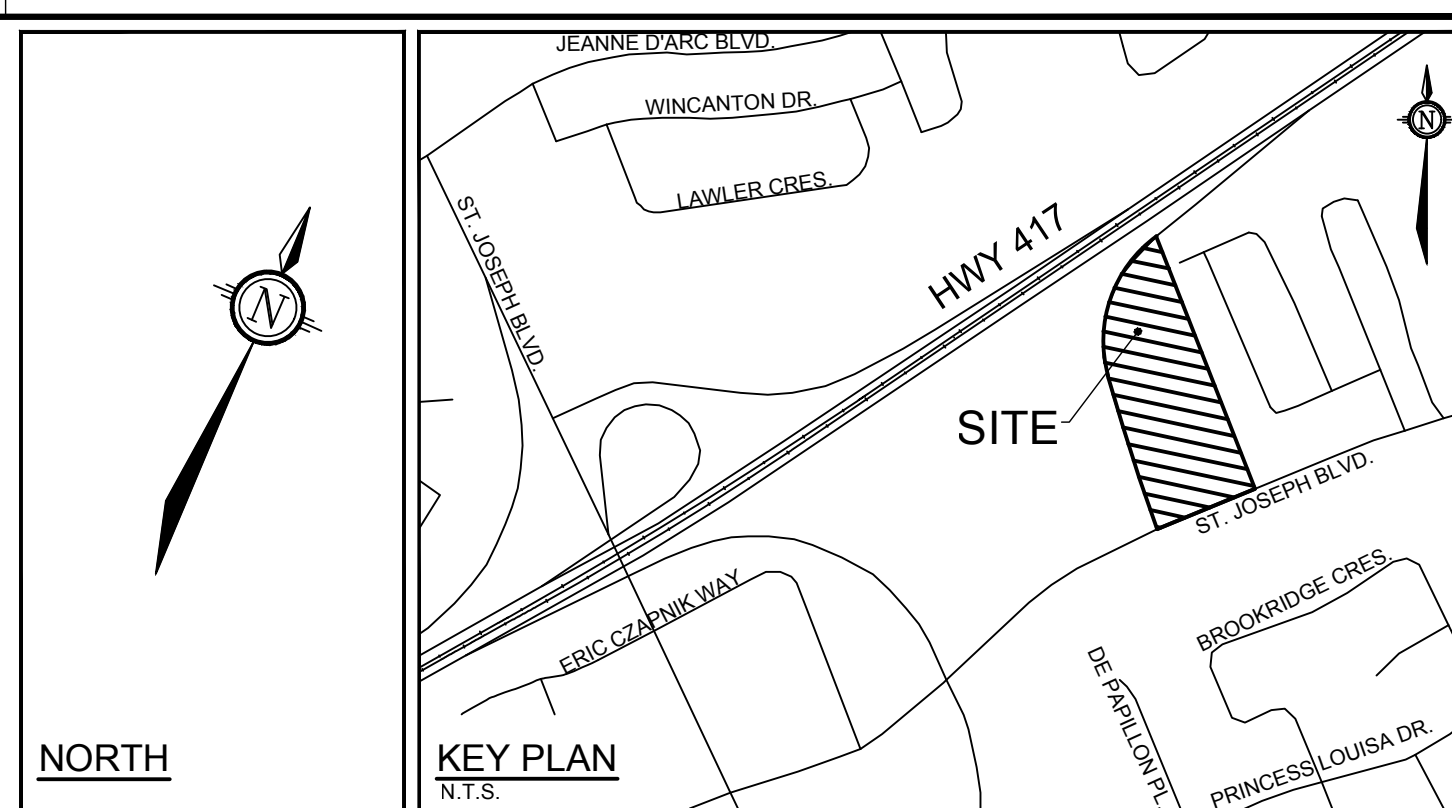 JEANNE D'ARC BLVD.
WINCANTON DR.
N
LAWLER CRES.
ST. JOSEPH BLVD.
HWY 417
N
SITE
ST. JOSEPH BLVD.
ERIC CZAPNIK WAY
BROOKRIDGE CRES.
DE PAPILLON PL.
PRINCESS LOUISA DR.
NORTH
KEY PLAN
N.T.S.